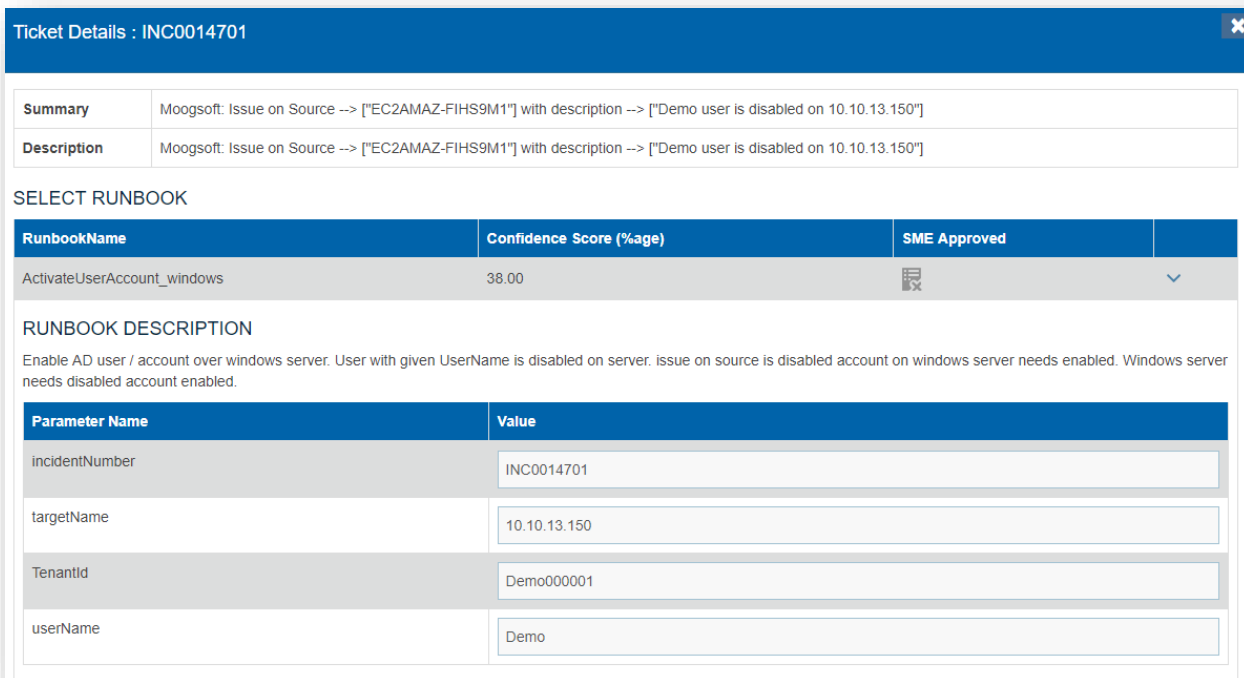 Ticket Details : INC0014701
Summary Moogsoft: Issue on Source --> ["EC2AMAZ-FIHS9M1"] with description --> ["Demo user is disabled on 10.10.13.150"]
Description Moogsoft: Issue on Source --> ["EC2AMAZ-FIHS9M1"] with description --> ["Demo user is disabled on 10.10.13.150"]
SELECT RUNBOOK
RunbookName Confidence Score (%age) SME Approved
ActivateUserAccount_windows 38.00
RUNBOOK DESCRIPTION
Enable AD user / account over windows server. User with given UserName is disabled on server. issue on source is disabled account on windows server needs enabled. Windows server
needs disabled account enabled.
Parameter Name Value
incidentNumber INC0014701
targetName 10.10.13.150
TenantId Demo000001
userName Demo